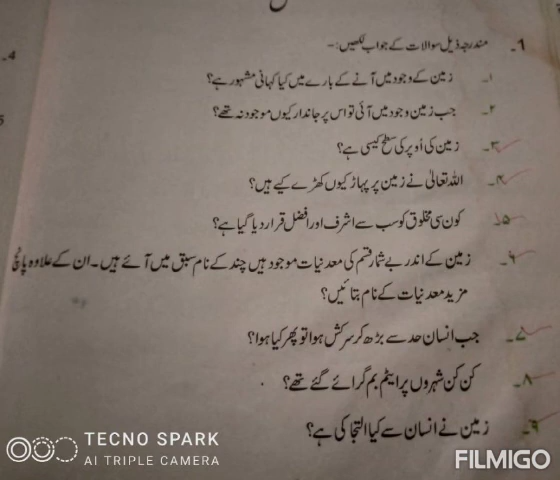 1۔ مندرجہ ذیل سوالات کے جواب لکھیں:-
۱۔ زمین کے وجود میں آنے کے بارے میں کیا کہانی مشہور ہے؟
۲۔ جب زمین وجود میں آئی تو اس پر جاندار کیوں موجود نہ تھے؟
۳۔ زمین کی اُوپر کی سطح کیسی ہے؟
۴۔ اللہ تعالیٰ نے زمین پر پہاڑ کیوں کھڑے کیے ہیں؟
۵۔ کون سی مخلوق کو سب سے اشرف اور افضل قرار دیا گیا ہے؟
۶۔ زمین کے اندر بے شمار قسم کی معدنیات موجود ہیں چند کے نام سبق میں آئے ہیں۔ ان کے علاوہ پانچ
مزید معدنیات کے نام بتائیں؟
۷۔ جب انسان حد سے بڑھ کر سرکش ہوا تو پھر کیا ہوا؟
۸۔ کن کن شہروں پر ایٹم بم گرائے گئے تھے؟
۹۔ زمین نے انسان سے کیا التجا کی ہے؟
-4
TECNO SPARK
AI TRIPLE CAMERA
FILMIGO